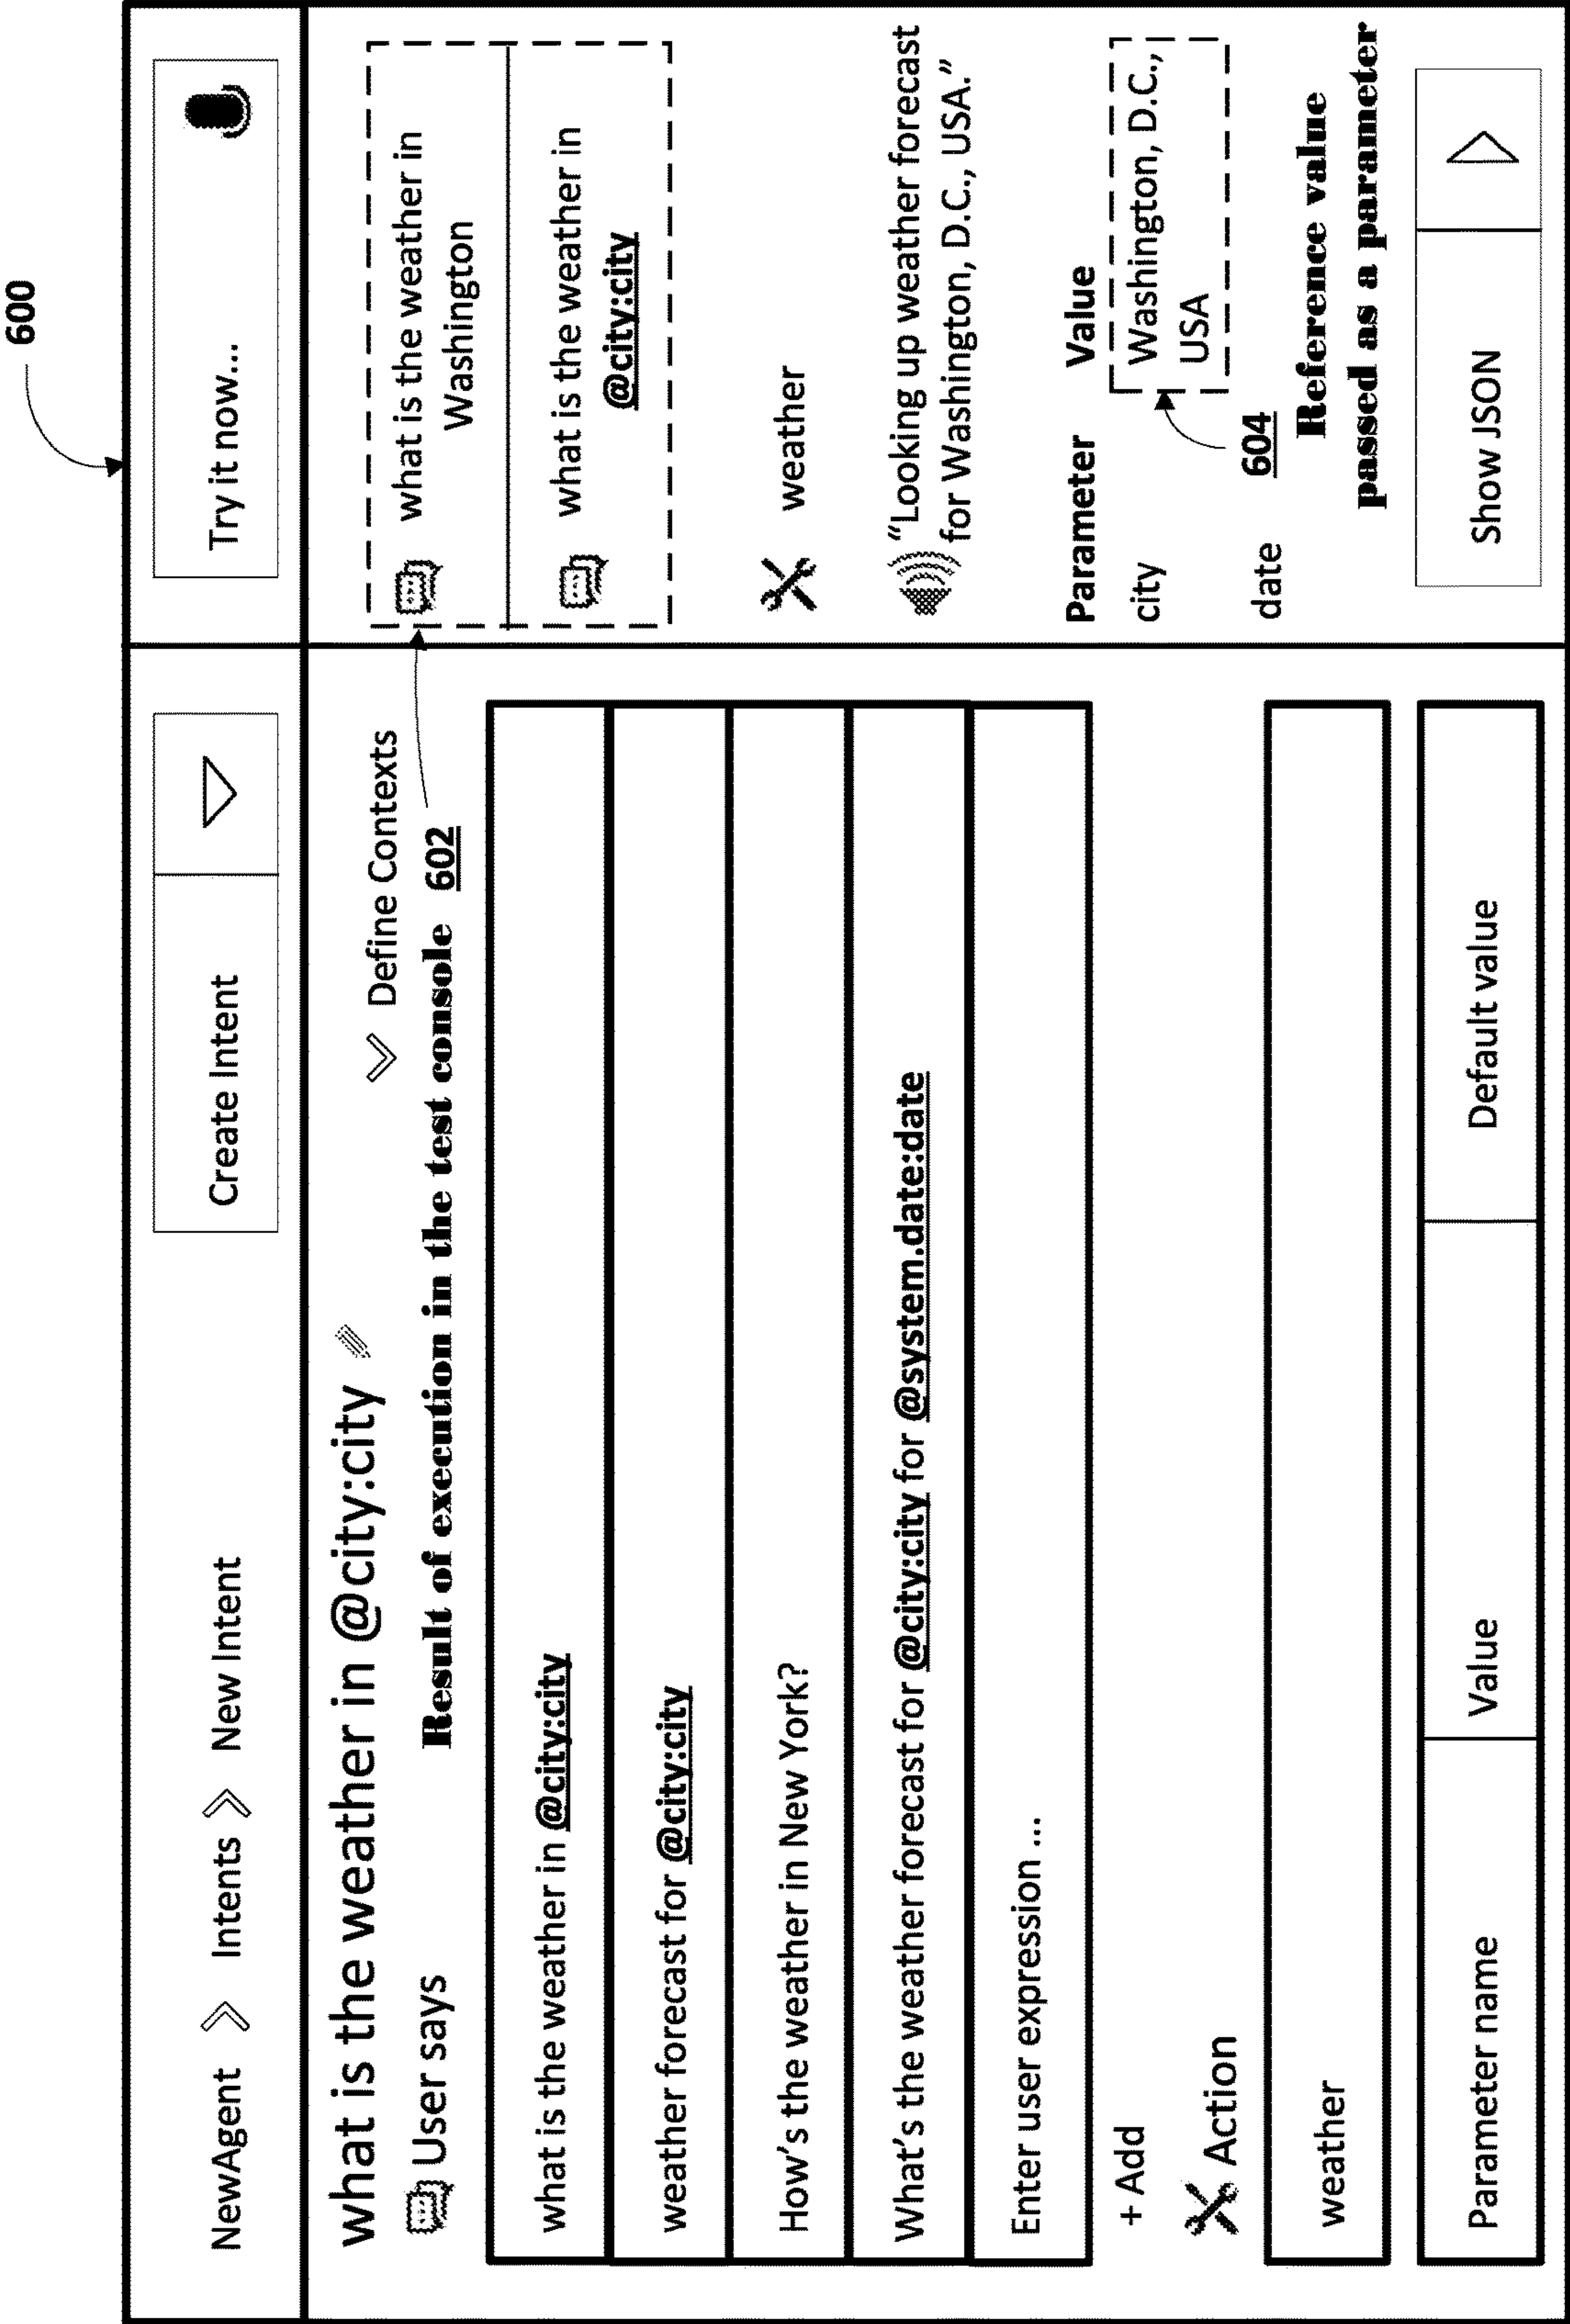 600
NewAgent Intents New Intent
Create Intent
Try it now...
what is the weather in @city:city
Define Contexts
User says
Result of execution in the test console 602
what is the weather in @city:city
weather forecast for @city:city
How's the weather in New York?
What's the weather forecast for @city:city for @system.date:date
Enter user expression ...
+ Add
Action
weather
Parameter name Value Default value
what is the weather in
Washington
what is the weather in
@city:city
weather
“Looking up weather forecast
for Washington, D.C., USA.”
Parameter Value
city Washington, D.C.,
USA
date 604
Reference value
passed as a parameter
Show JSON